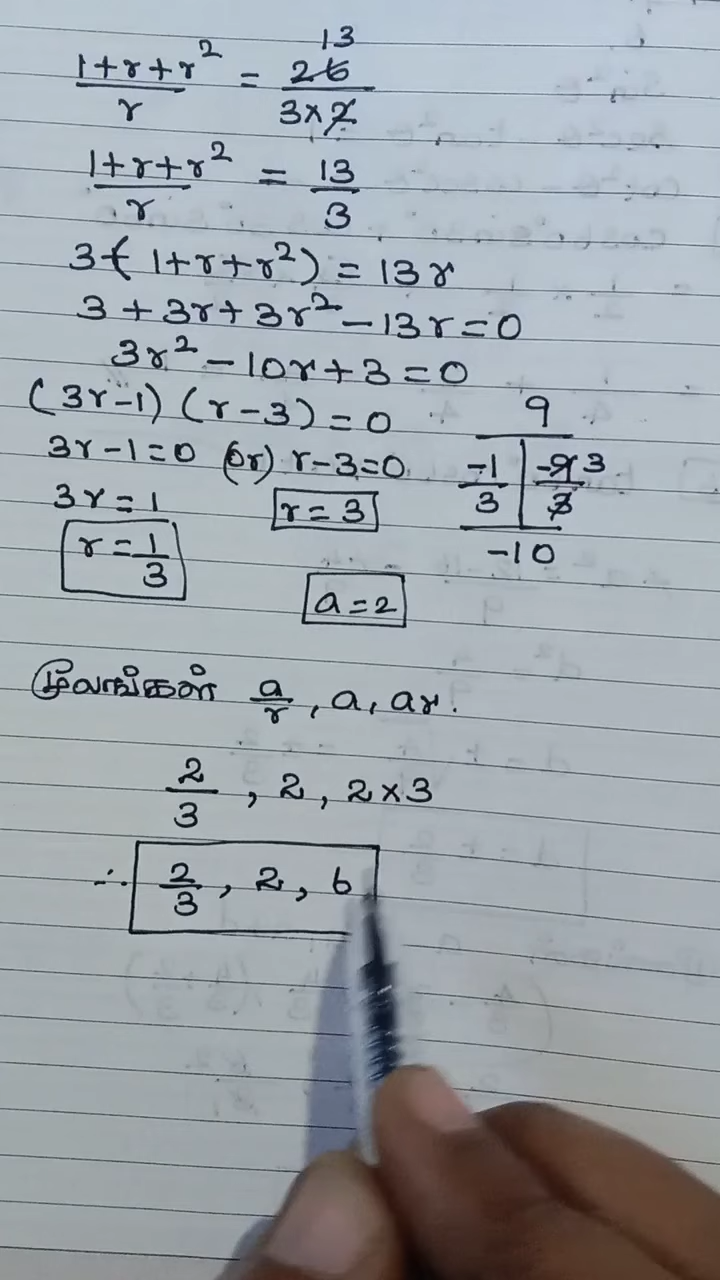 1+r+r² / r = 26 13 / 3×2
1+r+r² / r = 13 / 3
3(1+r+r²) = 13r
3+3r+3r²-13r=0
3r²-10r+3=0
(3r-1)(r-3)=0
3r-1=0 (or) r-3=0
3r=1 r=3
r=1/3
9
-1/3 -9/3 3
-10
a=2
மூலங்கள் a/r, a, ar.
2/3, 2, 2×3
∴ 2/3, 2, 6